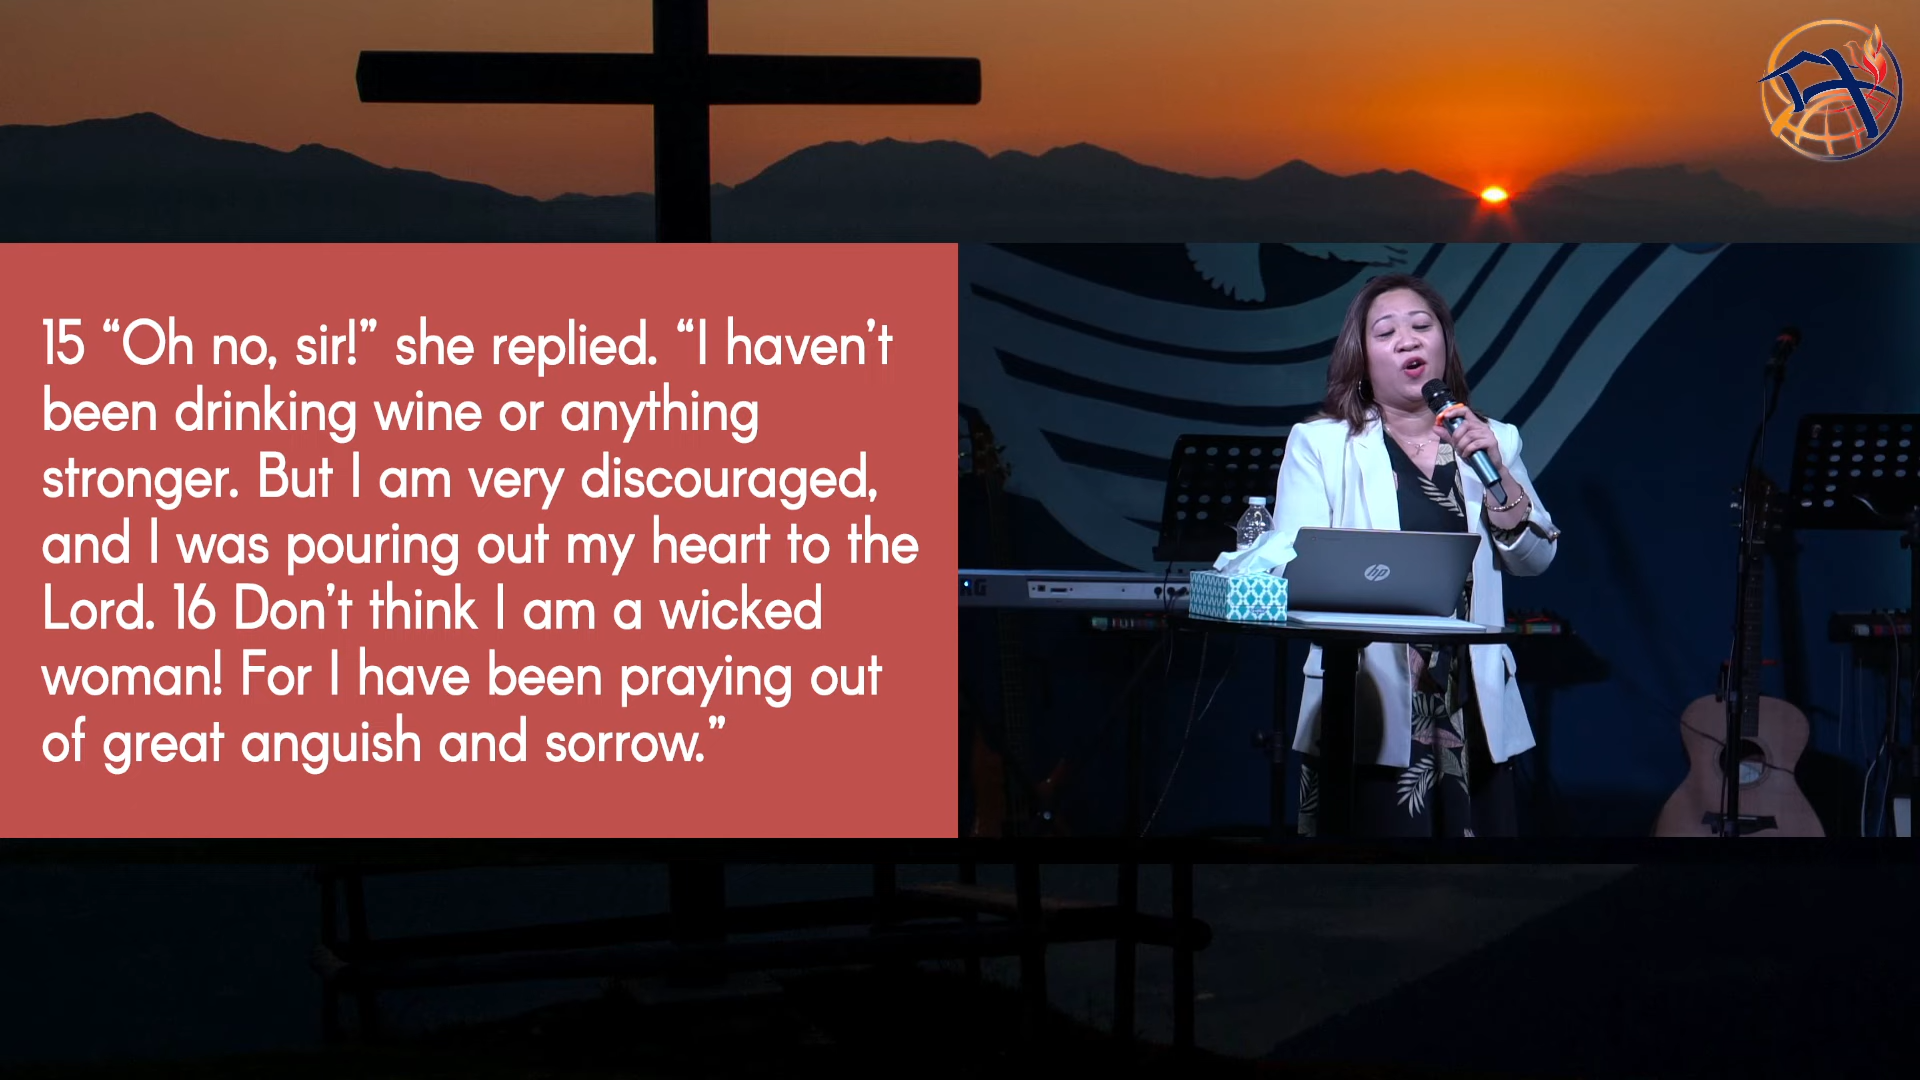 15 “Oh no, sir!” she replied. “I haven’t
been drinking wine or anything
stronger. But I am very discouraged,
and I was pouring out my heart to the
Lord. 16 Don’t think I am a wicked
woman! For I have been praying out
of great anguish and sorrow.”
hp